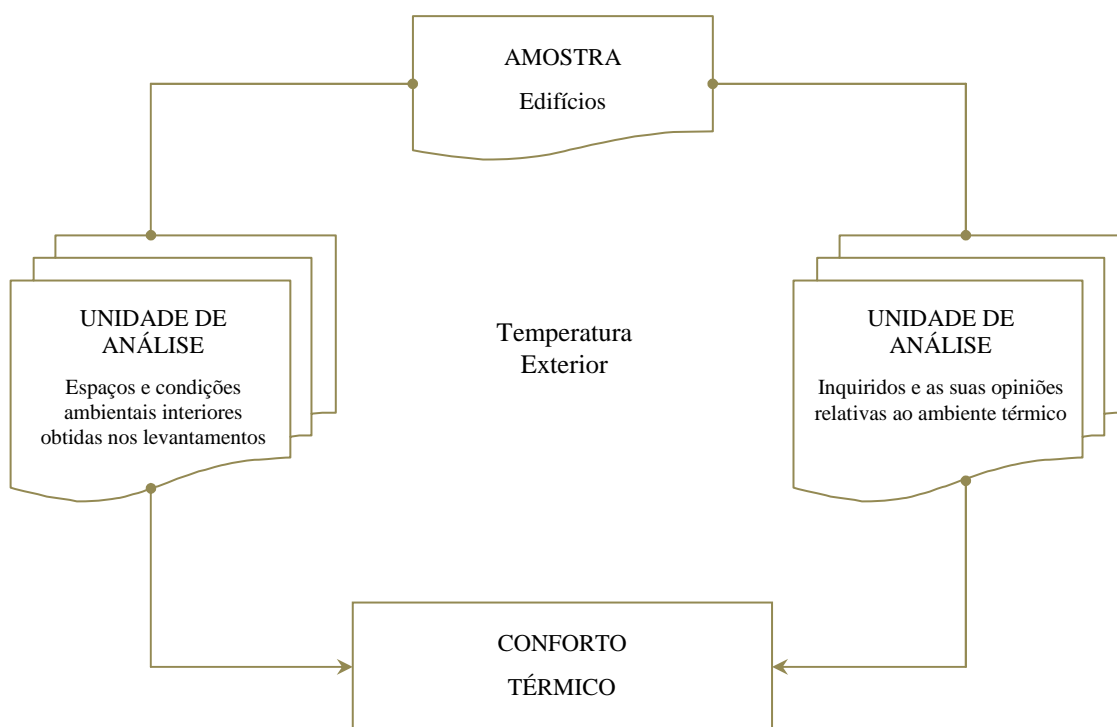 AMOSTRA
Edifícios
UNIDADE DE
ANÁLISE
Espaços e condições
ambientais interiores
obtidas nos levantamentos
Temperatura
Exterior
UNIDADE DE
ANÁLISE
Inquiridos e as suas opiniões
relativas ao ambiente térmico
CONFORTO
TÉRMICO